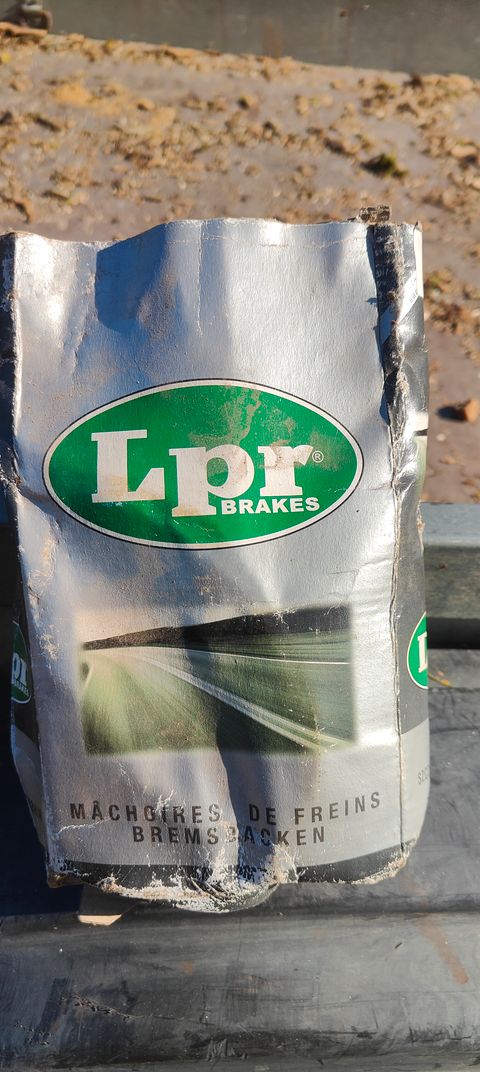 Lpr®
BRAKES
MÂCHOIRES DE FREINS
BREMSBACKEN